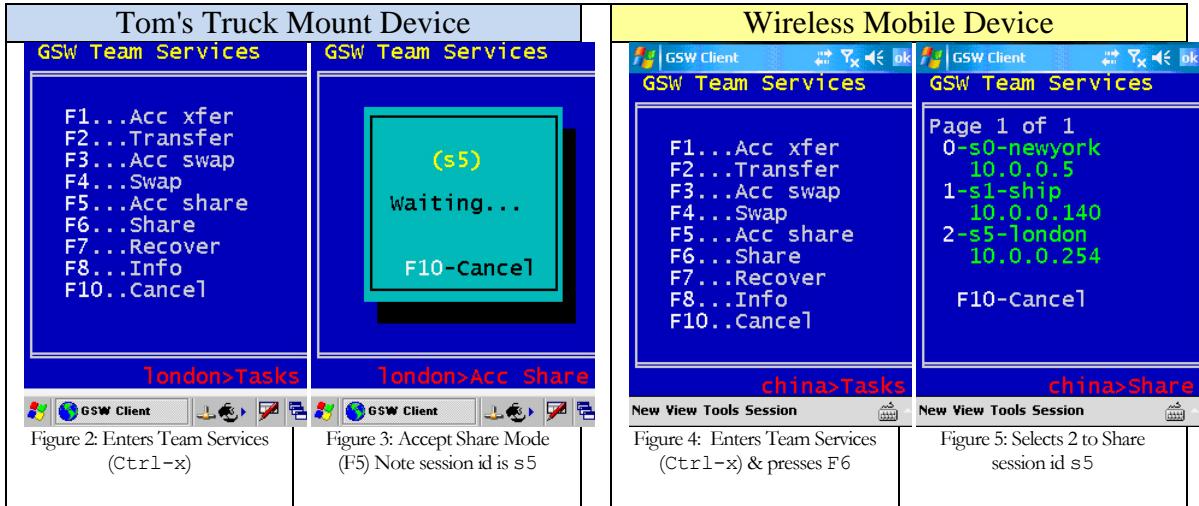 Tom's Truck Mount Device
GSW Team Services
F1...Acc xfer
F2...Transfer
F3...Acc swap
F4...Swap
F5...Acc share
F6...Share
F7...Recover
F8...Info
F10..Cancel
london>Tasks
GSW Client
Figure 2: Enters Team Services
(Ctrl-x)
GSW Team Services
(s5)
Waiting...
F10-Cancel
london>Acc Share
GSW Client
Figure 3: Accept Share Mode
(F5) Note session id is s5
Wireless Mobile Device
GSW Client ok
GSW Team Services
F1...Acc xfer
F2...Transfer
F3...Acc swap
F4...Swap
F5...Acc share
F6...Share
F7...Recover
F8...Info
F10..Cancel
china>Tasks
New View Tools Session
Figure 4: Enters Team Services
(Ctrl-x) & presses F6
GSW Client ok
GSW Team Services
Page 1 of 1
0-s0-newyork
10.0.0.5
1-s1-ship
10.0.0.140
2-s5-london
10.0.0.254
F10-Cancel
china>Share
New View Tools Session
Figure 5: Selects 2 to Share
session id s5